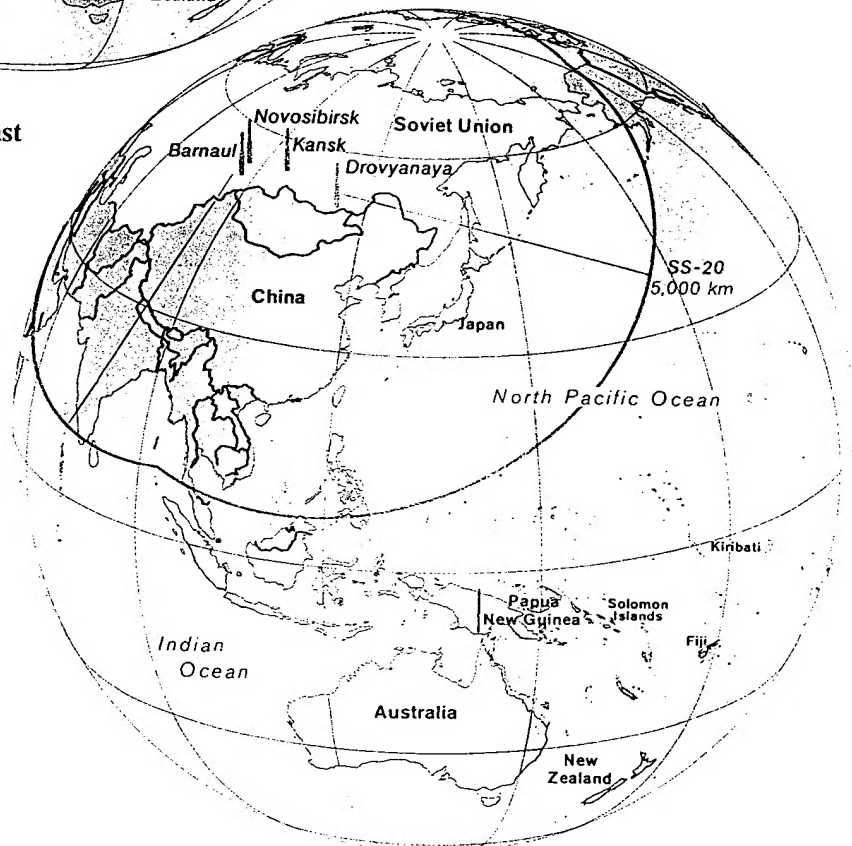 Novosibirsk
Barnaul
Kansk
Soviet Union
Drovyanaya
China
Japan
SS-20
5,000 km
North Pacific Ocean
Kiribati
Papua
New Guinea
Solomon
Islands
Fiji
Indian
Ocean
Australia
New
Zealand